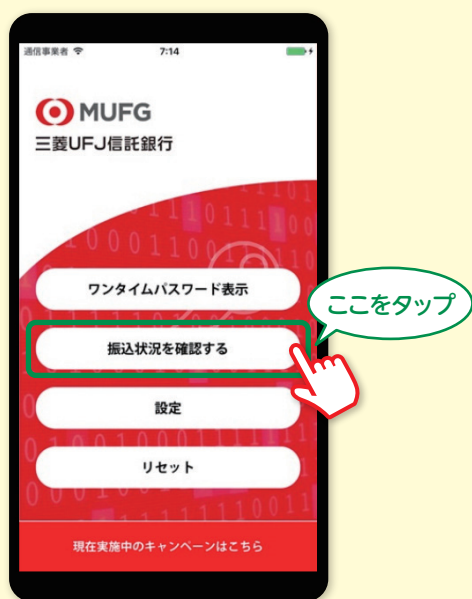 通信事業者 7:14
MUFG
三菱UFJ信託銀行
ワンタイムパスワード表示
ここをタップ
振込状況を確認する
設定
リセット
現在実施中のキャンペーンはこちら